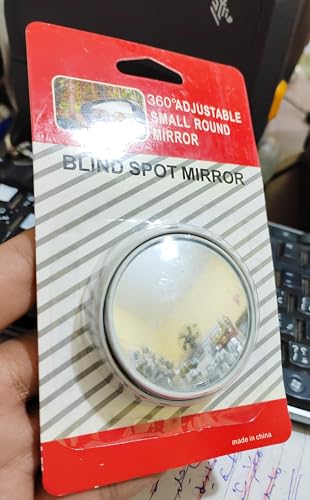 360°ADJUSTABLE
SMALL ROUND
MIRROR
BLIND SPOT MIRROR
made in china